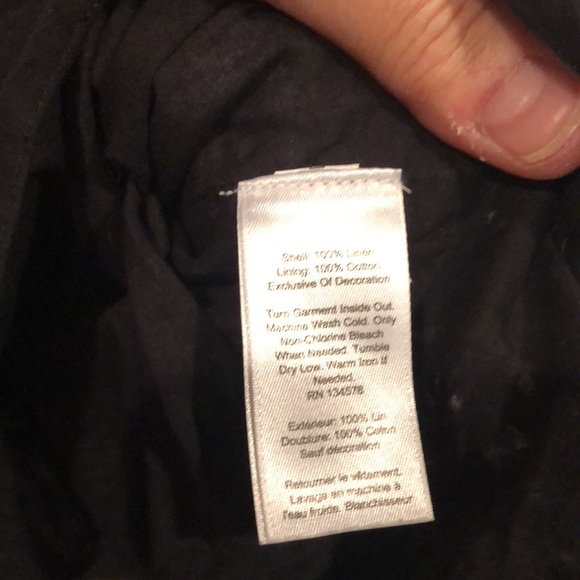 Shell: 100% Linen
Lining: 100% Cotton
Exclusive Of Decoration
Turn Garment Inside Out.
Machine Wash Cold. Only
Non-Chlorine Bleach
When Needed. Tumble
Dry Low. Warm Iron If
Needed.
RN 134578
Extérieur: 100% Lin
Doublure: 100% Coton
Sauf décoration
Retourner le vêtement.
Lavage en machine à
l'eau froide. Blanchisseur